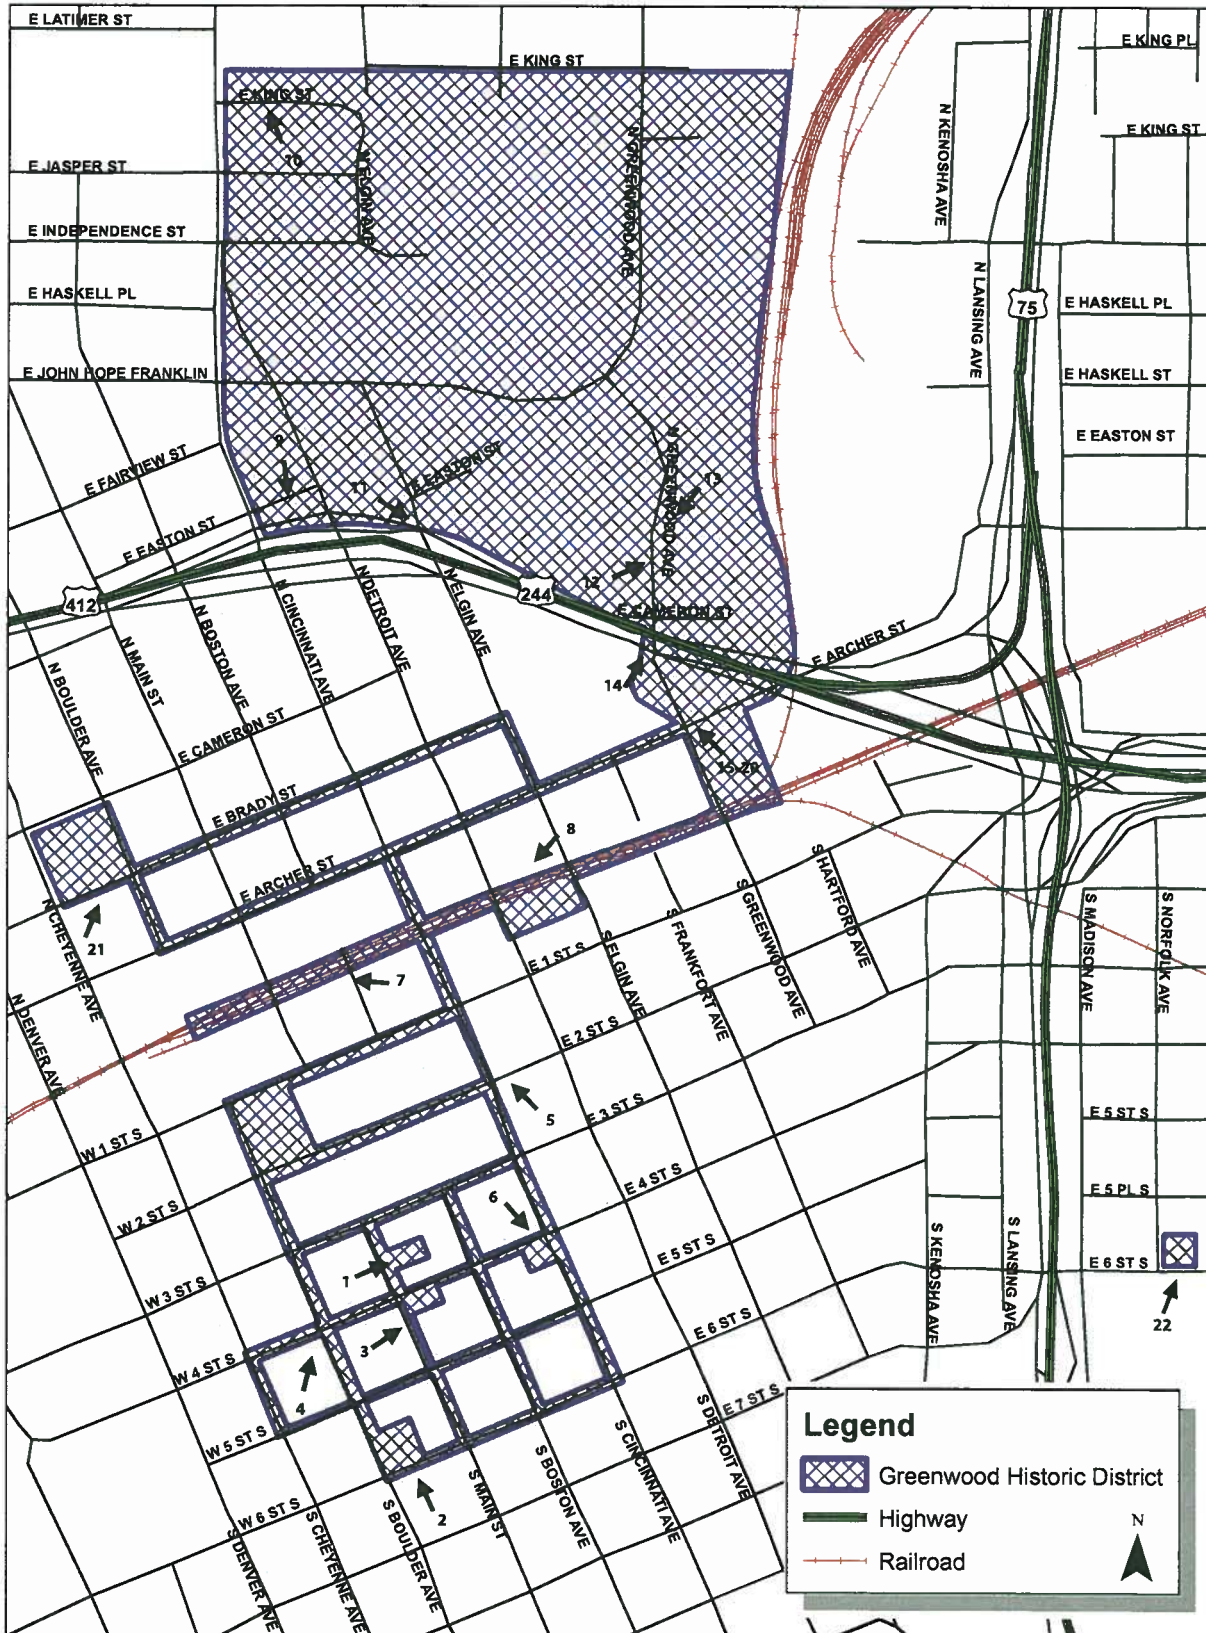 E LATIMER ST
E KING ST
E KING PL
E KING ST
E KING ST
10
N KENOSHA AVE
E JASPER ST
N ELGIN AVE
N GREENWOOD AVE
E INDEPENDENCE ST
E HASKELL PL
N LANSING AVE
75
E HASKELL PL
E JOHN HOPE FRANKLIN
E HASKELL ST
E EASTON ST
9
E FAIRVIEW ST
E EASTON ST
11
N GREENWOOD AVE
13
E EASTON ST
12
412
244
E CAMERON ST
E ARCHER ST
N BOULDER AVE
N MAIN ST
N BOSTON AVE
N CINCINNATI AVE
N DETROIT AVE
N ELGIN AVE
14
E CAMERON ST
15-20
E BRADY ST
8
E ARCHER ST
S HARTFORD AVE
N CHEYENNE AVE
21
S GREENWOOD AVE
S FRANKFORT AVE
S ELGIN AVE
E 1 ST S
S MADISON AVE
S NORFOLK AVE
7
N DENVER AVE
E 2 ST S
5
E 3 ST S
E 5 ST S
W 1 ST S
E 4 ST S
E 5 PL S
6
W 2 ST S
E 5 ST S
S KENOSHA AVE
S LANSING AVE
E 6 ST S
22
1
W 3 ST S
3
E 6 ST S
W 4 ST S
4
E 7 ST S
W 5 ST S
S DETROIT AVE
S CINCINNATI AVE
S BOSTON AVE
S MAIN ST
2
W 6 ST S
S BOULDER AVE
S CHEYENNE AVE
S DENVER AVE
Legend
Greenwood Historic District
Highway
Railroad
N